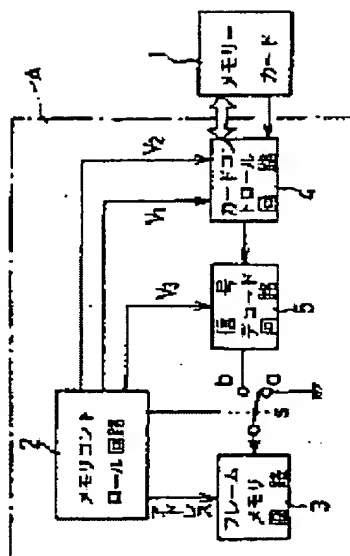 A
1
メモリー
カード
V2
V1
V3
カードコン
トロール
回路
4
信号
デコード
回路
5
b
a
s
2
メモリコント
ロール回路
アドレス
フレーム
メモリ
回路
3